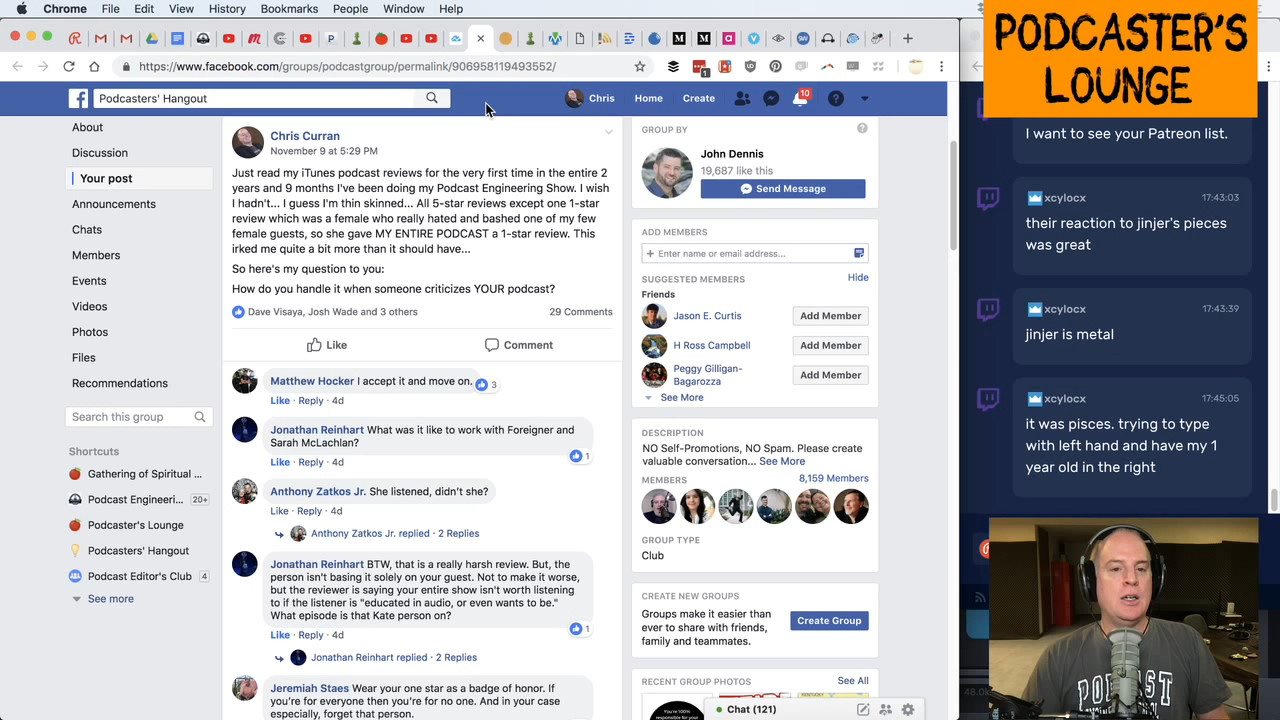 Chrome File Edit View History Bookmarks People Window Help
https://www.facebook.com/groups/podcastgroup/permalink/906958119493552/
Podcasters' Hangout
Chris Home Create 10
About
Discussion
Your post
Announcements
Chats
Members
Events
Videos
Photos
Files
Recommendations
Search this group
Shortcuts
Gathering of Spiritual ...
Podcast Engineeri... 20+
Podcaster's Lounge
Podcasters' Hangout
Podcast Editor's Club 4
See more
Chris Curran
November 9 at 5:29 PM
Just read my iTunes podcast reviews for the very first time in the entire 2
years and 9 months I've been doing my Podcast Engineering Show. I wish
I hadn't... I guess I'm thin skinned... All 5-star reviews except one 1-star
review which was a female who really hated and bashed one of my few
female guests, so she gave MY ENTIRE PODCAST a 1-star review. This
irked me quite a bit more than it should have...
So here's my question to you:
How do you handle it when someone criticizes YOUR podcast?
Dave Visaya, Josh Wade and 3 others 29 Comments
Like Comment
Matthew Hocker I accept it and move on. 3
Like · Reply · 4d
Jonathan Reinhart What was it like to work with Foreigner and
Sarah McLachlan?
1
Like · Reply · 4d
Anthony Zatkos Jr. She listened, didn't she?
Like · Reply · 4d
Anthony Zatkos Jr. replied · 2 Replies
Jonathan Reinhart BTW, that is a really harsh review. But, the
person isn't basing it solely on your guest. Not to make it worse,
but the reviewer is saying your entire show isn't worth listening
to if the listener is "educated in audio, or even wants to be."
What episode is that Kate person on?
1
Like · Reply · 4d
Jonathan Reinhart replied · 2 Replies
Jeremiah Staes Wear your one star as a badge of honor. If
you're for everyone then you're for no one. And in your case
especially, forget that person.
GROUP BY
John Dennis
19,687 like this
Send Message
ADD MEMBERS
+ Enter name or email address...
SUGGESTED MEMBERS Hide
Friends
Jason E. Curtis Add Member
H Ross Campbell Add Member
Peggy Gilligan-
Bagarozza Add Member
See More
DESCRIPTION
NO Self-Promotions, NO Spam. Please create
valuable conversation... See More
MEMBERS 8,159 Members
GROUP TYPE
Club
CREATE NEW GROUPS
Groups make it easier than
ever to share with friends,
family and teammates.
Create Group
RECENT GROUP PHOTOS See All
Chat (121)
PODCASTER'S
LOUNGE
I want to see your Patreon list.
xcylocx 17:43:03
their reaction to jinjer's pieces
was great
xcylocx 17:43:39
jinjer is metal
xcylocx 17:45:05
it was pisces. trying to type
with left hand and have my 1
year old in the right